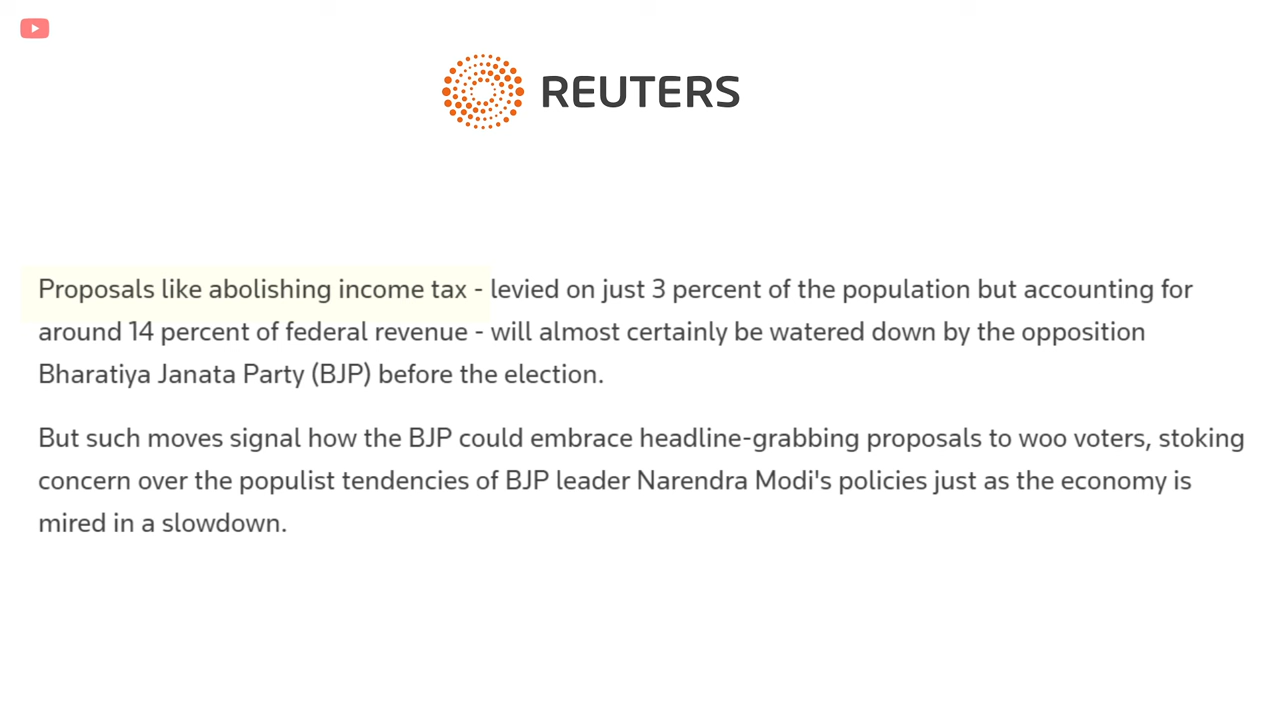 REUTERS
Proposals like abolishing income tax - levied on just 3 percent of the population but accounting for
around 14 percent of federal revenue - will almost certainly be watered down by the opposition
Bharatiya Janata Party (BJP) before the election.
But such moves signal how the BJP could embrace headline-grabbing proposals to woo voters, stoking
concern over the populist tendencies of BJP leader Narendra Modi's policies just as the economy is
mired in a slowdown.